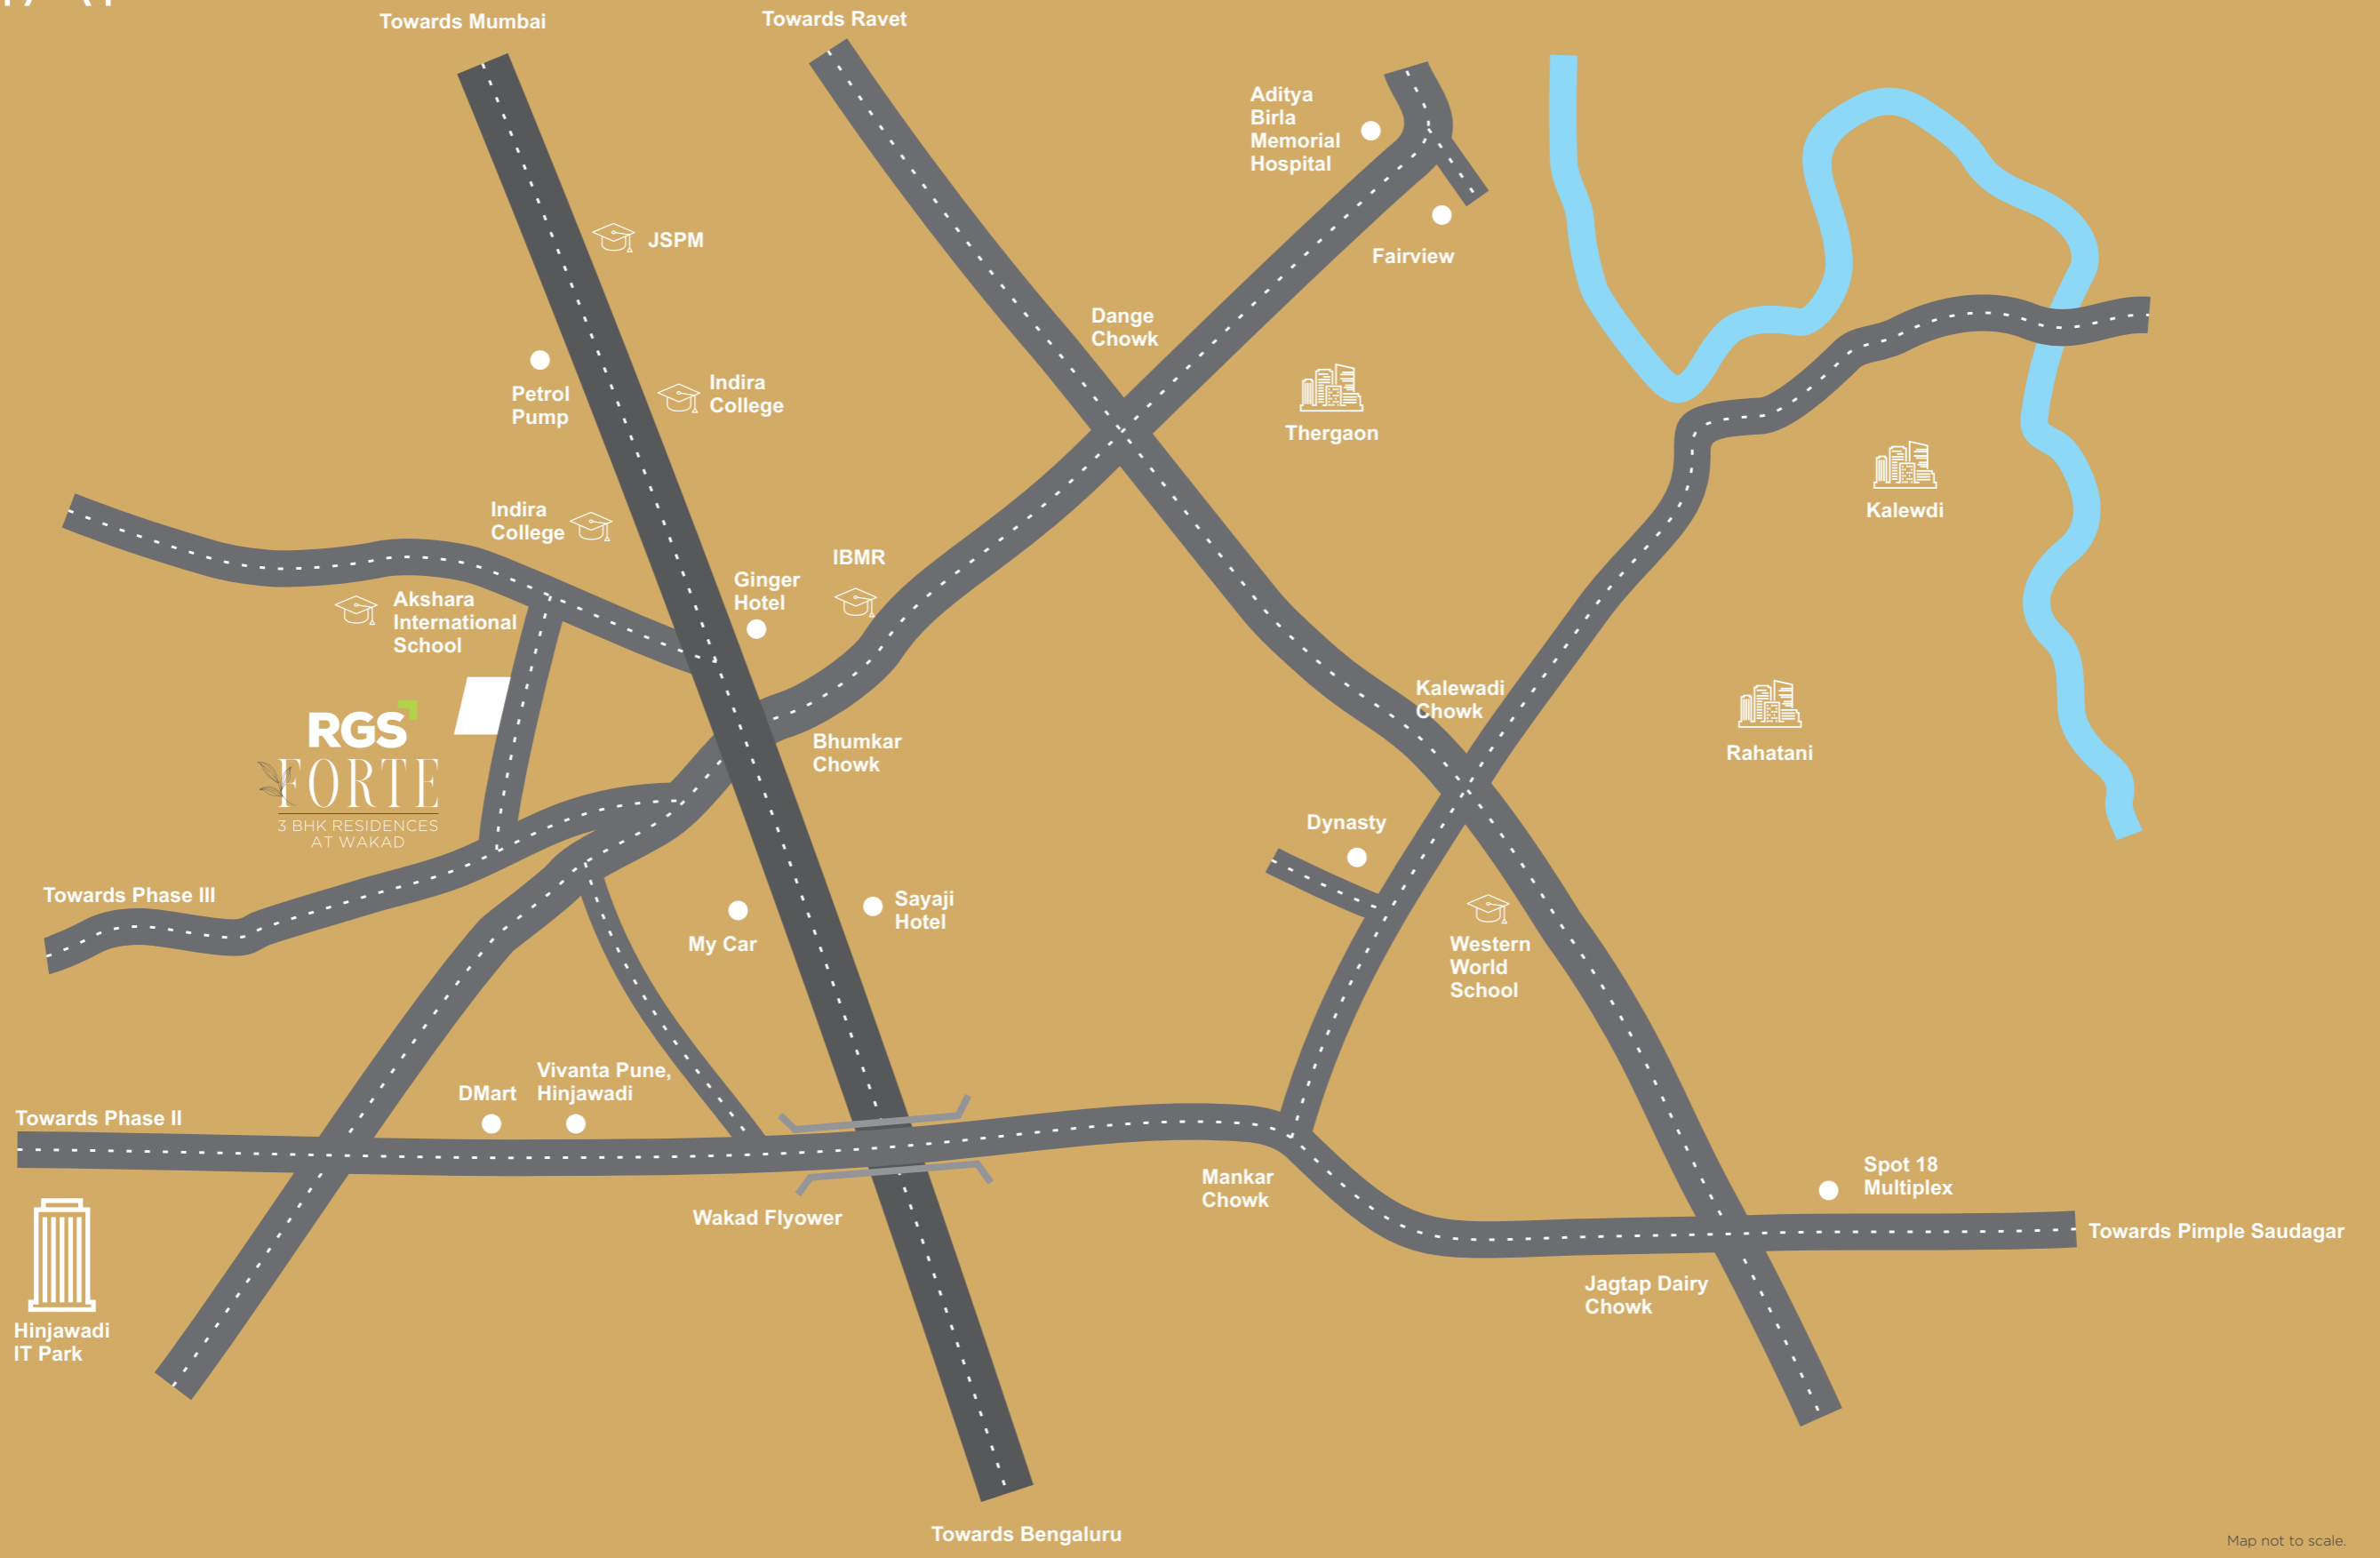 Towards Mumbai
Towards Ravet
Aditya
Birla
Memorial
Hospital
JSPM
Fairview
Dange
Chowk
Petrol
Pump
Indira
College
Thergaon
Indira
College
Kalewdi
IBMR
Ginger
Hotel
Akshara
International
School
Kalewadi
Chowk
RGS
FORTE
3 BHK RESIDENCES
AT WAKAD
Bhumkar
Chowk
Rahatani
Dynasty
Towards Phase III
Sayaji
Hotel
My Car
Western
World
School
Vivanta Pune,
Hinjawadi
DMart
Towards Phase II
Mankar
Chowk
Spot 18
Multiplex
Wakad Flyower
Towards Pimple Saudagar
Jagtap Dairy
Chowk
Hinjawadi
IT Park
Towards Bengaluru
Map not to scale.